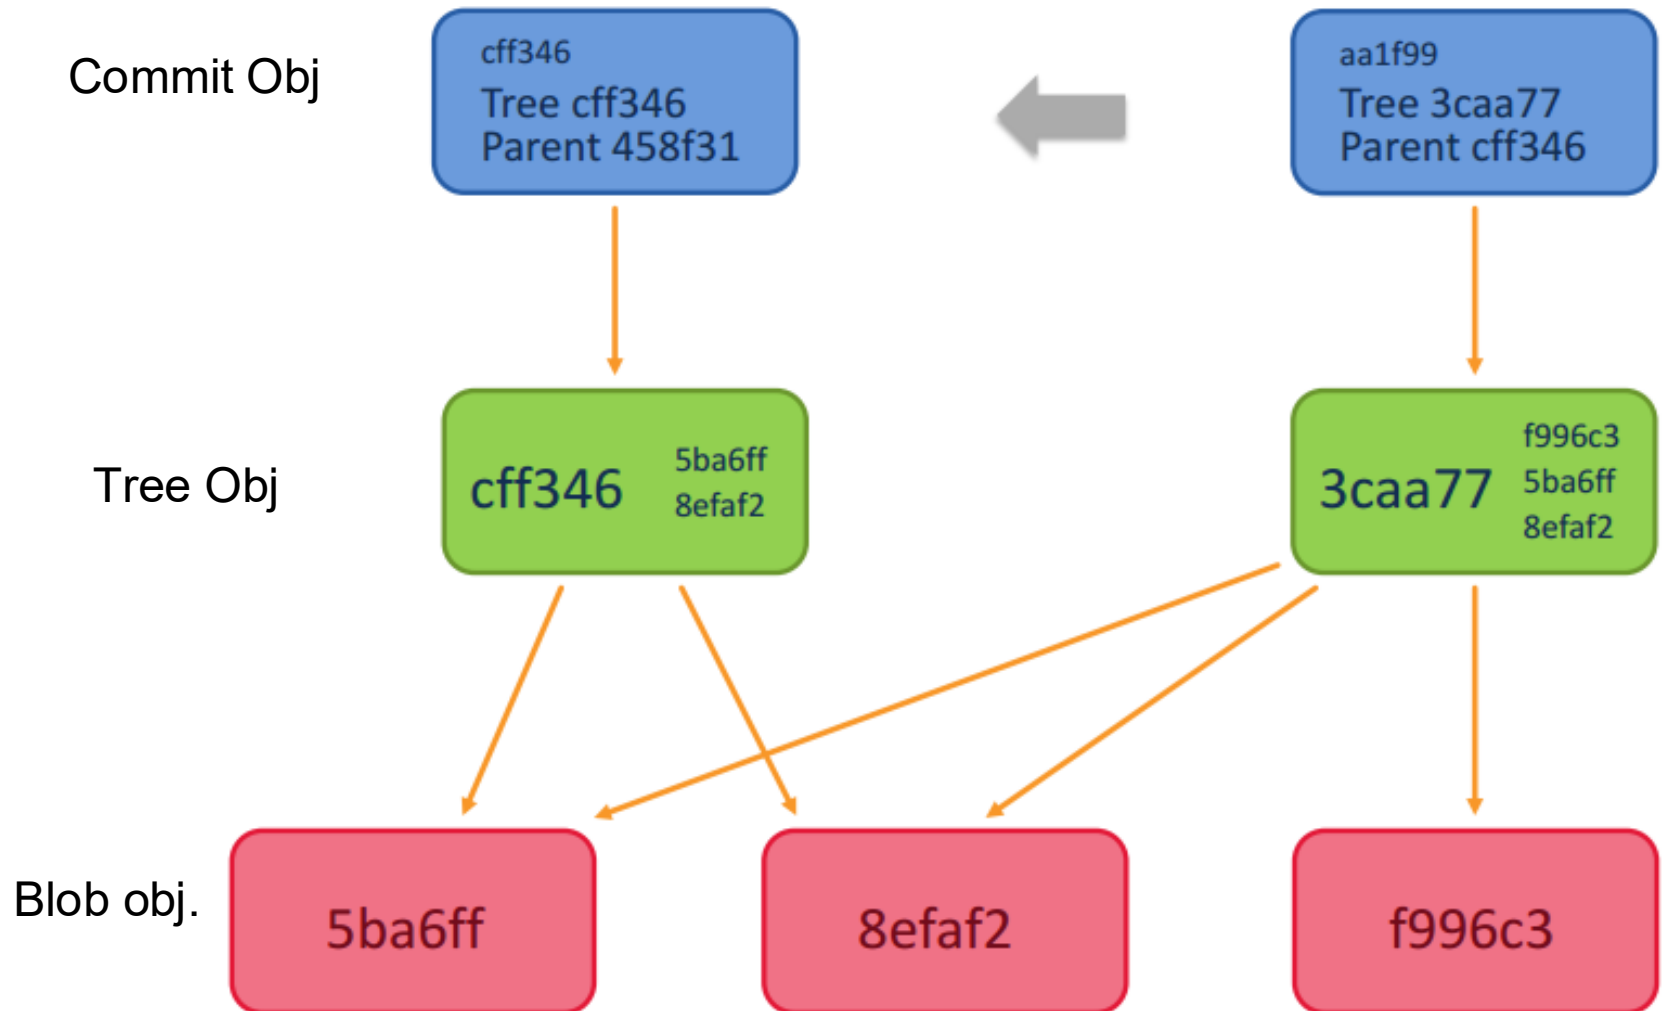 Commit Obj
cff346
Tree cff346
Parent 458f31
aa1f99
Tree 3caa77
Parent cff346
Tree Obj
cff346
5ba6ff
8efaf2
3caa77
f996c3
5ba6ff
8efaf2
Blob obj.
5ba6ff
8efaf2
f996c3